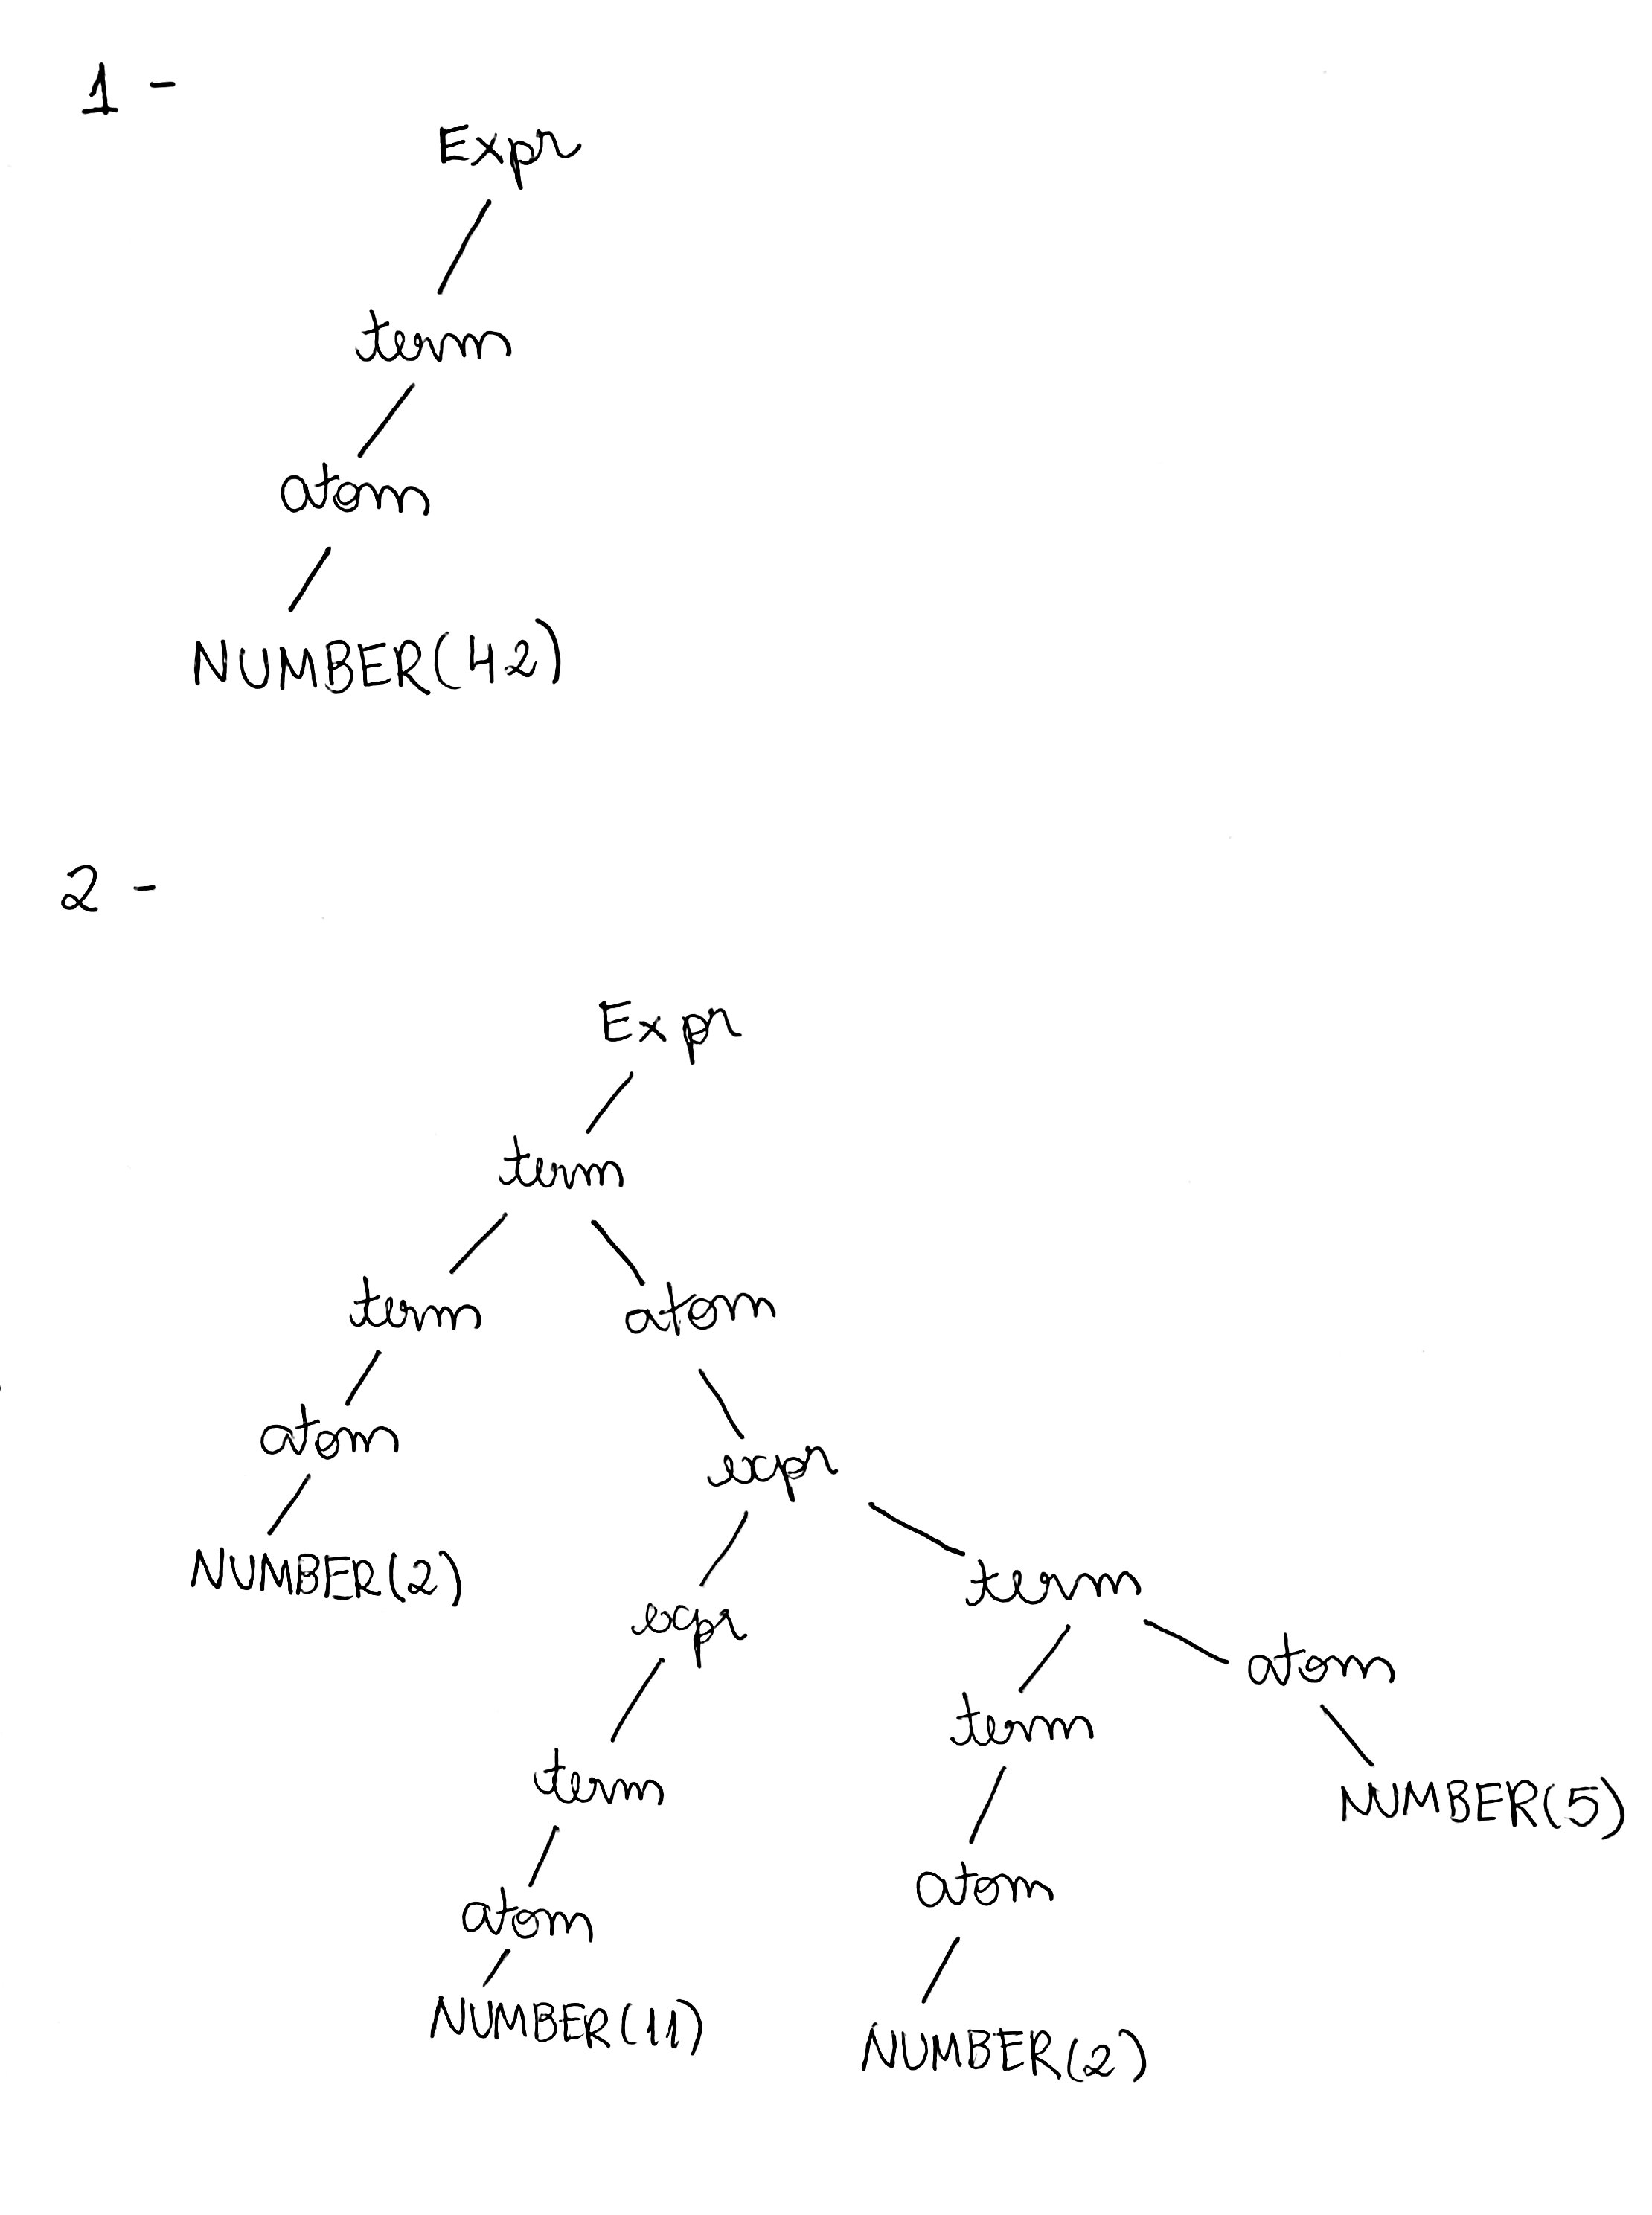 1 -
Expr
term
atom
NUMBER(42)
2 -
Expr
term
term atom
atom expr
NUMBER(2) expr term
term term atom
atom atom NUMBER(5)
NUMBER(11) NUMBER(2)